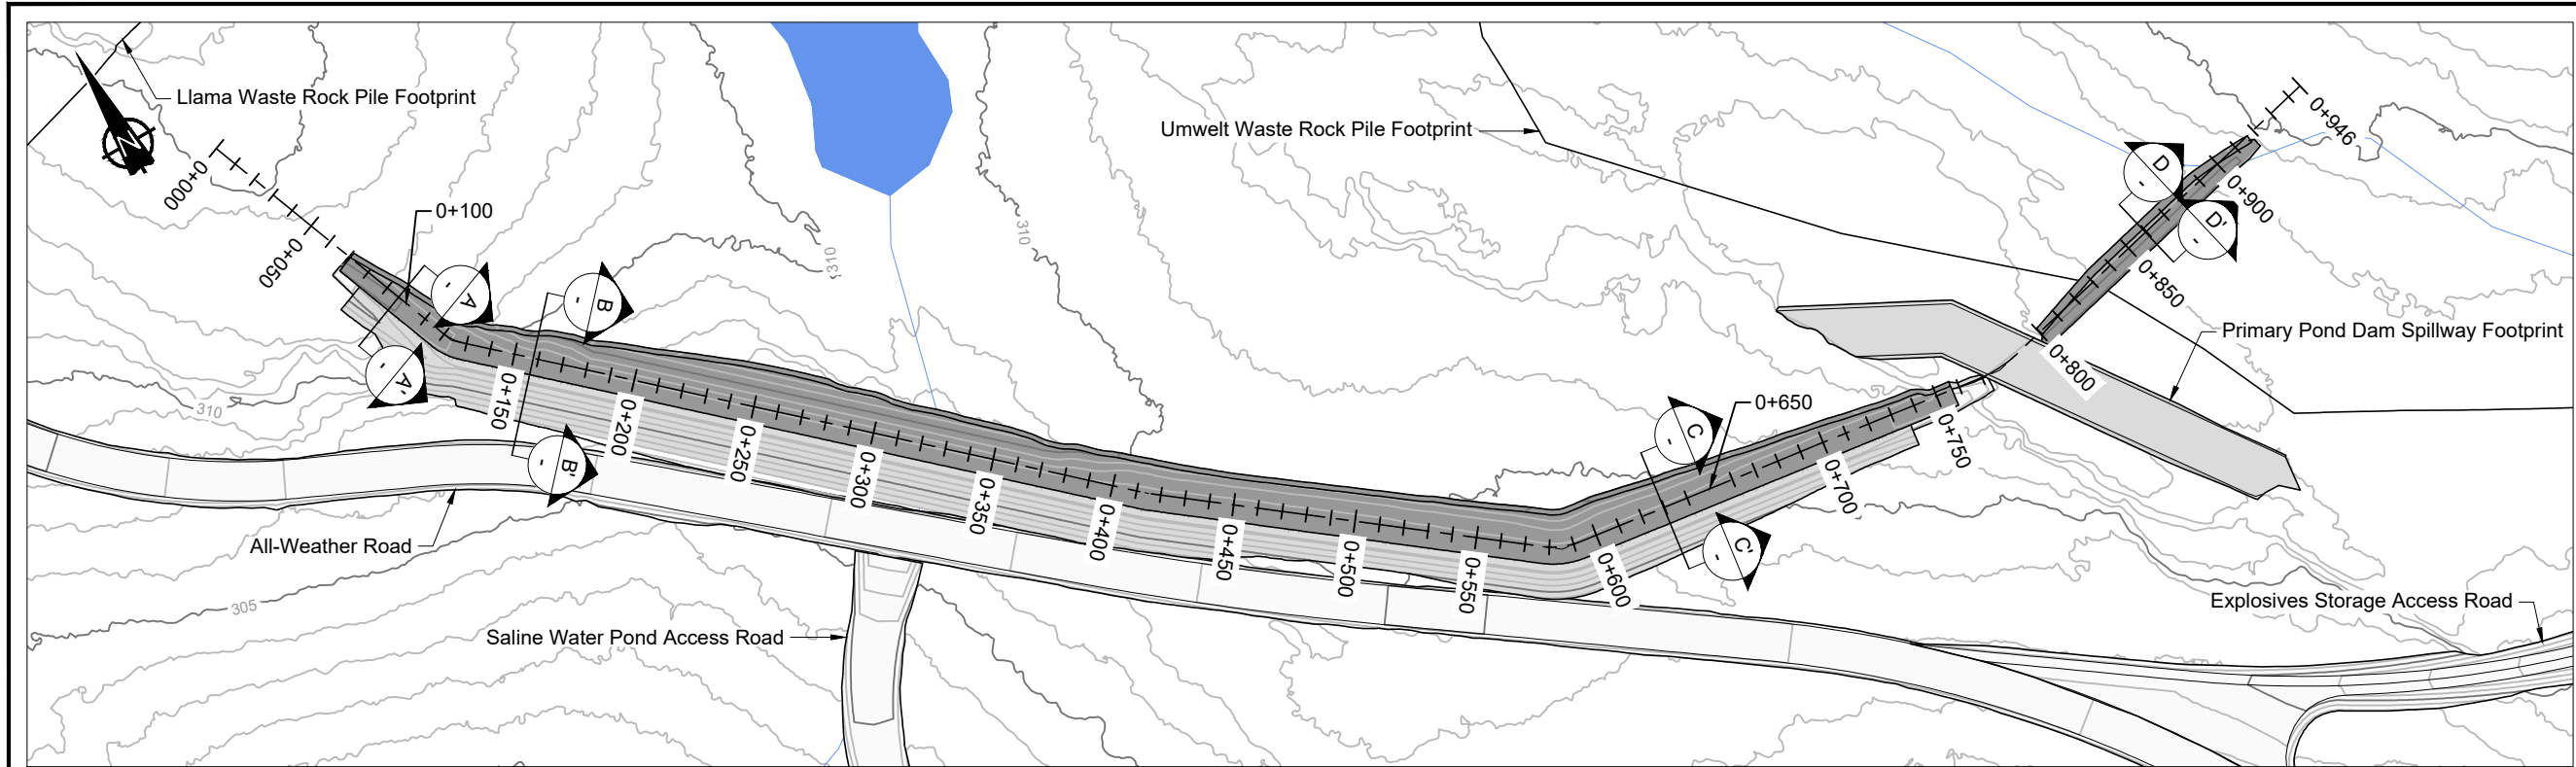 Llama Waste Rock Pile Footprint
N
Umwelt Waste Rock Pile Footprint
0+000
0+050
0+100
310
310
0+946
0+900
0+850
0+800
D
-
D'
-
A
-
A'
-
B
-
B'
-
C
-
C'
-
Primary Pond Dam Spillway Footprint
310
0+150
0+200
0+250
0+300
0+350
0+400
0+450
0+500
0+550
0+600
0+650
0+700
0+750
All-Weather Road
305
Saline Water Pond Access Road
Explosives Storage Access Road